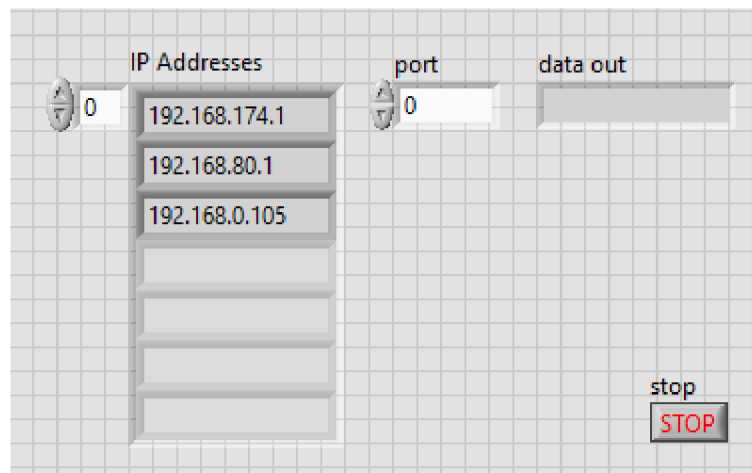 IP Addresses
port
data out
0
192.168.174.1
0
192.168.80.1
192.168.0.105
stop
STOP